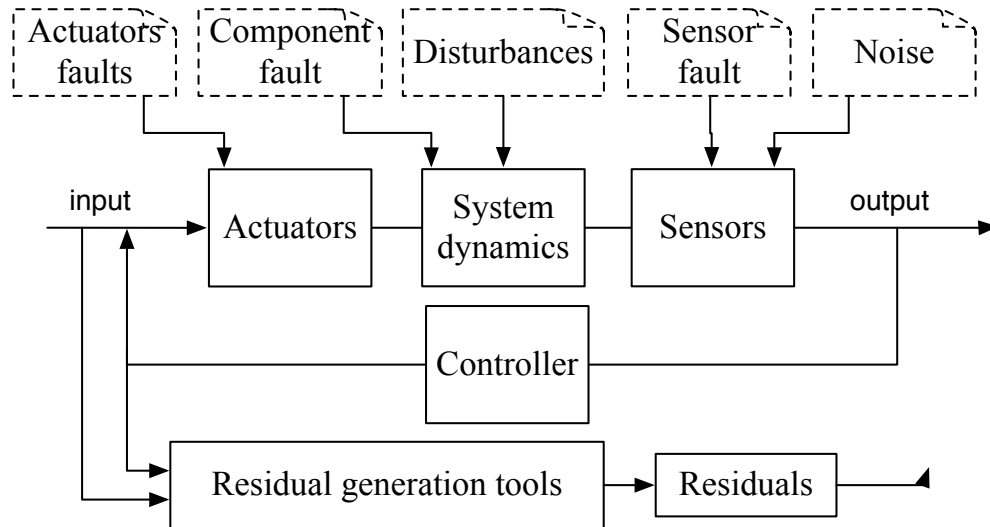 Actuators
faults
Component
fault
Disturbances
Sensor
fault
Noise
input
Actuators
System
dynamics
Sensors
output
Controller
Residual generation tools
Residuals